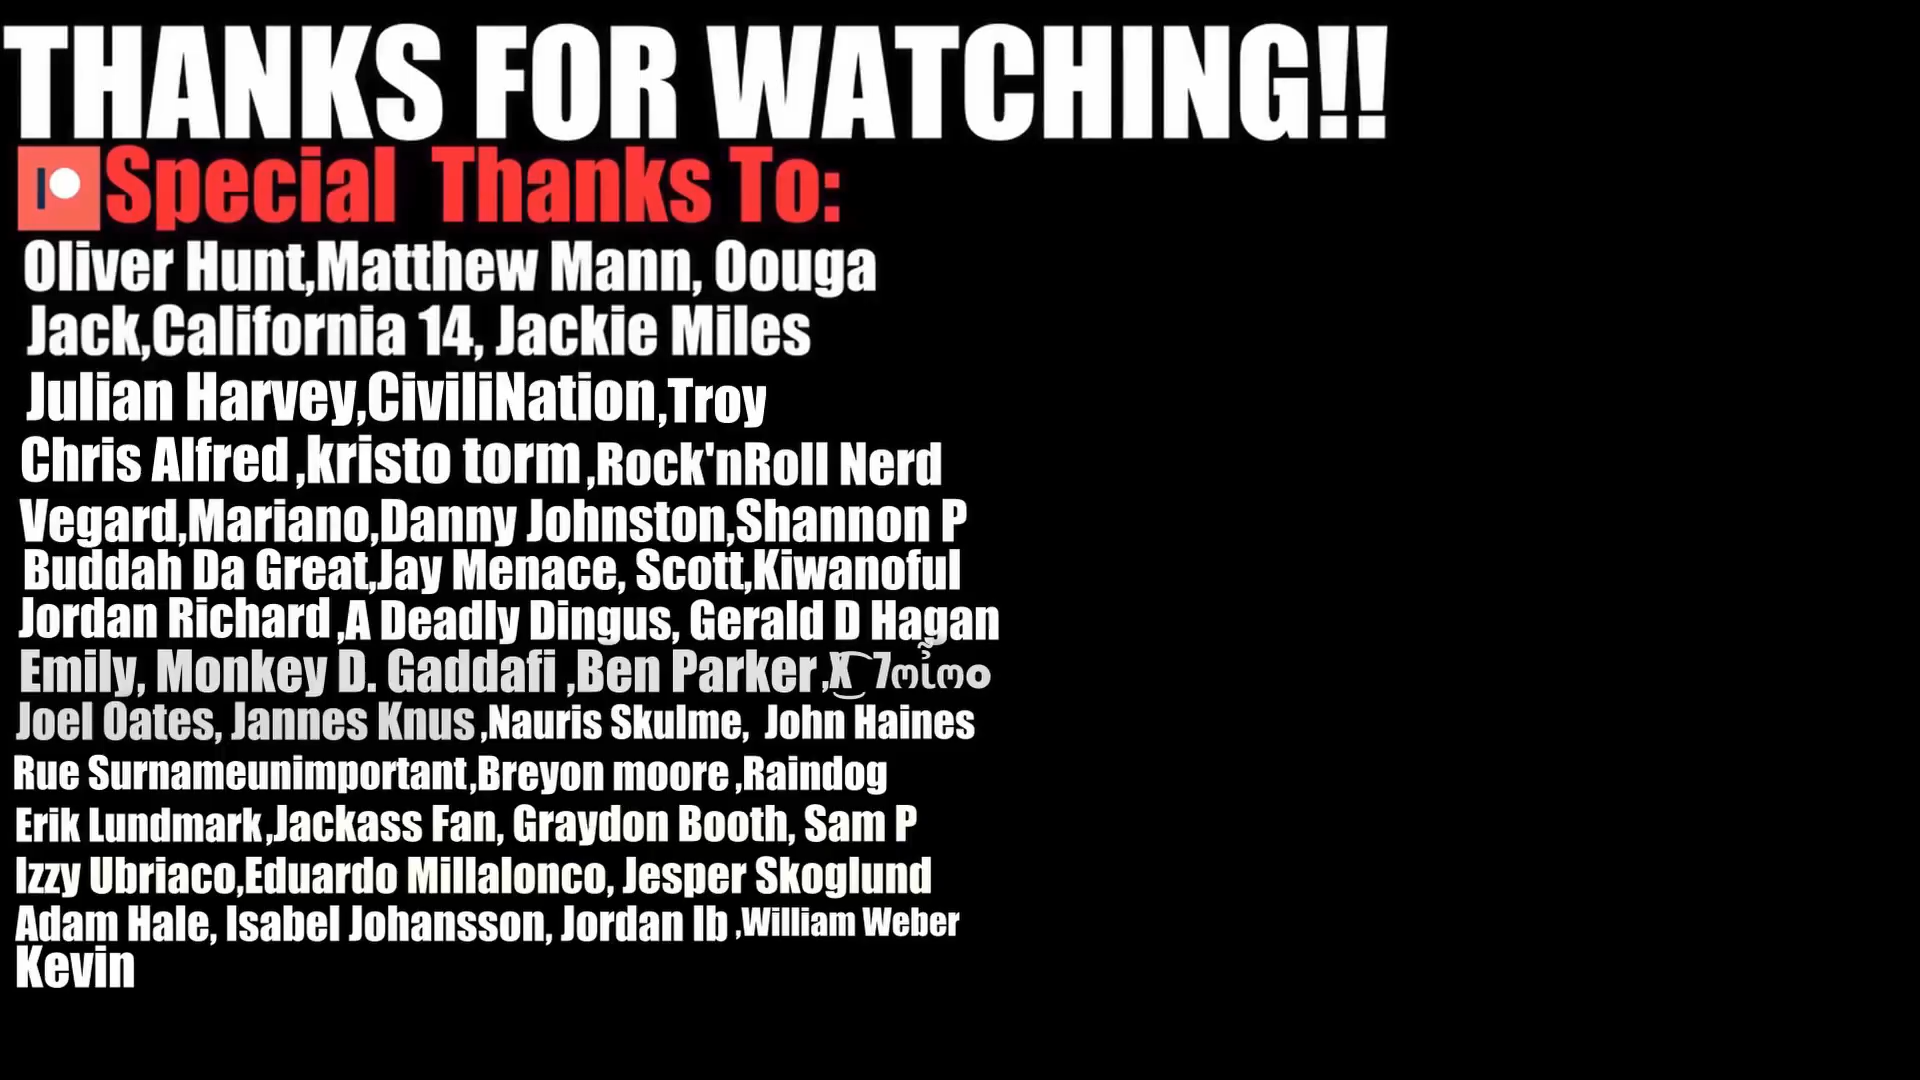 THANKS FOR WATCHING!!
Special Thanks To:
Oliver Hunt,Matthew Mann, Oouga
Jack,California 14, Jackie Miles
Julian Harvey,CiviliNation,Troy
Chris Alfred ,kristo torm ,Rock'nRoll Nerd
Vegard,Mariano,Danny Johnston,Shannon P
Buddah Da Great,Jay Menace, Scott,Kiwanoful
Jordan Richard ,A Deadly Dingus, Gerald D Hagan
Emily, Monkey D. Gaddafi ,Ben Parker,
Joel Oates, Jannes Knus ,Nauris Skulme, John Haines
Rue Surnameunimportant,Breyon moore ,Raindog
Erik Lundmark,Jackass Fan, Graydon Booth, Sam P
Izzy Ubriaco,Eduardo Millalonco, Jesper Skoglund
Adam Hale, Isabel Johansson, Jordan Ib ,William Weber
Kevin